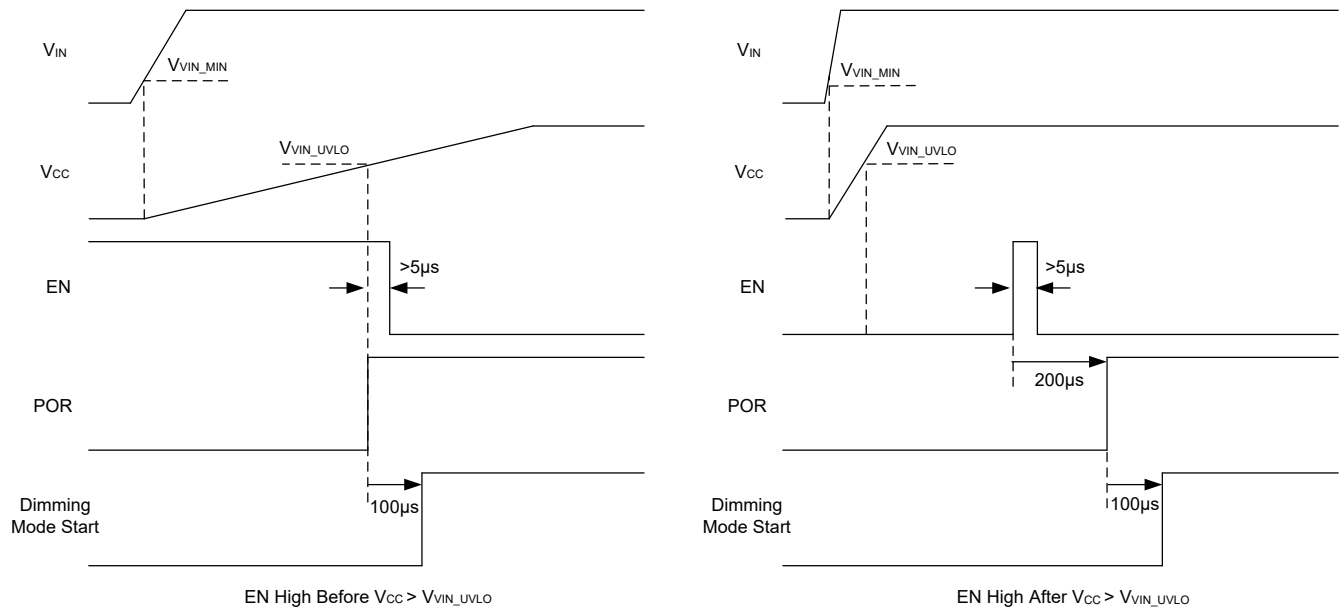 VIN
VVIN_MIN
VCC
VVIN_UVLO
EN
>5µs
POR
100µs
Dimming
Mode Start
EN High Before VCC > VVIN_UVLO
VIN
VVIN_MIN
VCC
VVIN_UVLO
EN
>5µs
200µs
POR
100µs
Dimming
Mode Start
EN High After VCC > VVIN_UVLO